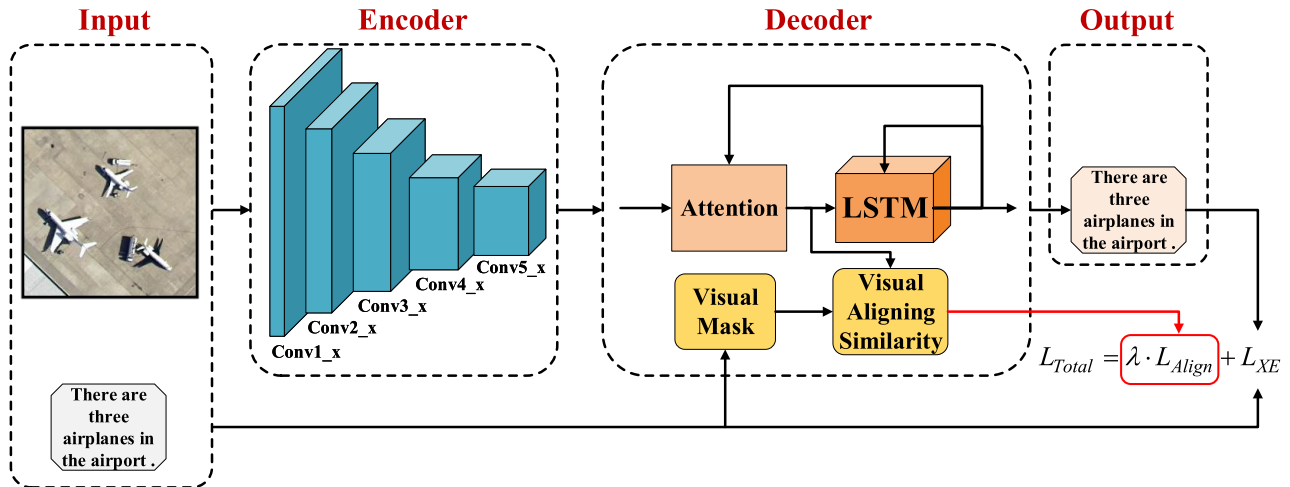 Input
Encoder
Decoder
Output
There are
three
airplanes in
the airport .
Conv1_x
Conv2_x
Conv3_x
Conv4_x
Conv5_x
Attention
LSTM
Visual
Mask
Visual
Aligning
Similarity
There are
three
airplanes in
the airport .
L_Total = λ · L_Align + L_XE